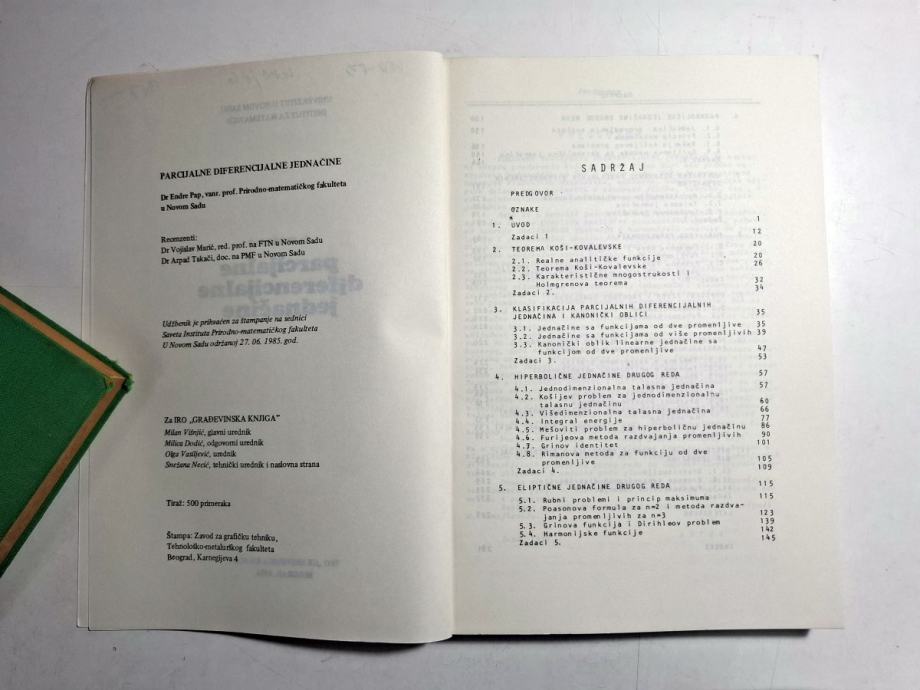 PARCIJALNE DIFERENCIJALNE JEDNAČINE
Dr Endre Pap, vanr. prof. Prirodno-matematičkog fakulteta
u Novom Sadu
Recenzenti:
Dr Vojislav Marić, red. prof. na FTN u Novom Sadu
Dr Arpad Takači, doc. na PMF u Novom Sadu
Udžbenik je prihvaćen za štampanje na sednici
Saveta Instituta Prirodno-matematičkog fakulteta
U Novom Sadu održanoj 27. 06. 1985. god.
Za IRO „GRAĐEVINSKA KNJIGA"
Milan Višnjić, glavni urednik
Milica Dodić, odgovorni urednik
Olga Vasiljević, urednik
Snežana Necić, tehnički urednik i naslovna strana
Tiraž: 500 primeraka
Štampa: Zavod za grafičku tehniku,
Tehnološko-metalurškog fakulteta
Beograd, Karnegijeva 4
SADRŽAJ
PREDGOVOR
OZNAKE
1. UVOD 1
Zadaci 1 12
2. TEOREMA KOŠI-KOVALEVSKE 20
2.1. Realne analitičke funkcije 20
2.2. Teorema Koši-Kovalevske 26
2.3. Karakteristične mnogostrukosti i
Holmgrenova teorema 32
Zadaci 2. 34
3. KLASIFIKACIJA PARCIJALNIH DIFERENCIJALNIH
JEDNAČINA I KANONIČKI OBLICI 35
3.1. Jednačine sa funkcijama od dve promenljive 35
3.2. Jednačine sa funkcijama od više promenljivih 39
3.3. Kanonički oblik linearne jednačine sa
funkcijom od dve promenljive 47
Zadaci 3. 53
4. HIPERBOLIČNE JEDNAČINE DRUGOG REDA 57
4.1. Jednodimenzionalna talasna jednačina 57
4.2. Košijev problem za jednodimenzionalnu
talasnu jednačinu 60
4.3. Višedimenzionalna talasna jednačina 66
4.4. Integral energije 77
4.5. Mešoviti problem za hiperboličnu jednačinu 86
4.6. Furijeova metoda razdvajanja promenljivih 90
4.7. Grinov identitet 101
4.8. Rimanova metoda za funkciju od dve
promenljive 105
Zadaci 4. 109
5. ELIPTIČNE JEDNAČINE DRUGOG REDA 115
5.1. Rubni problemi i princip maksimuma 115
5.2. Poasonova formula za n=2 i metoda razdva-
janja promenljivih za n=3 123
5.3. Grinova funkcija i Dirihleov problem 139
5.4. Harmonijske funkcije 142
Zadaci 5. 145